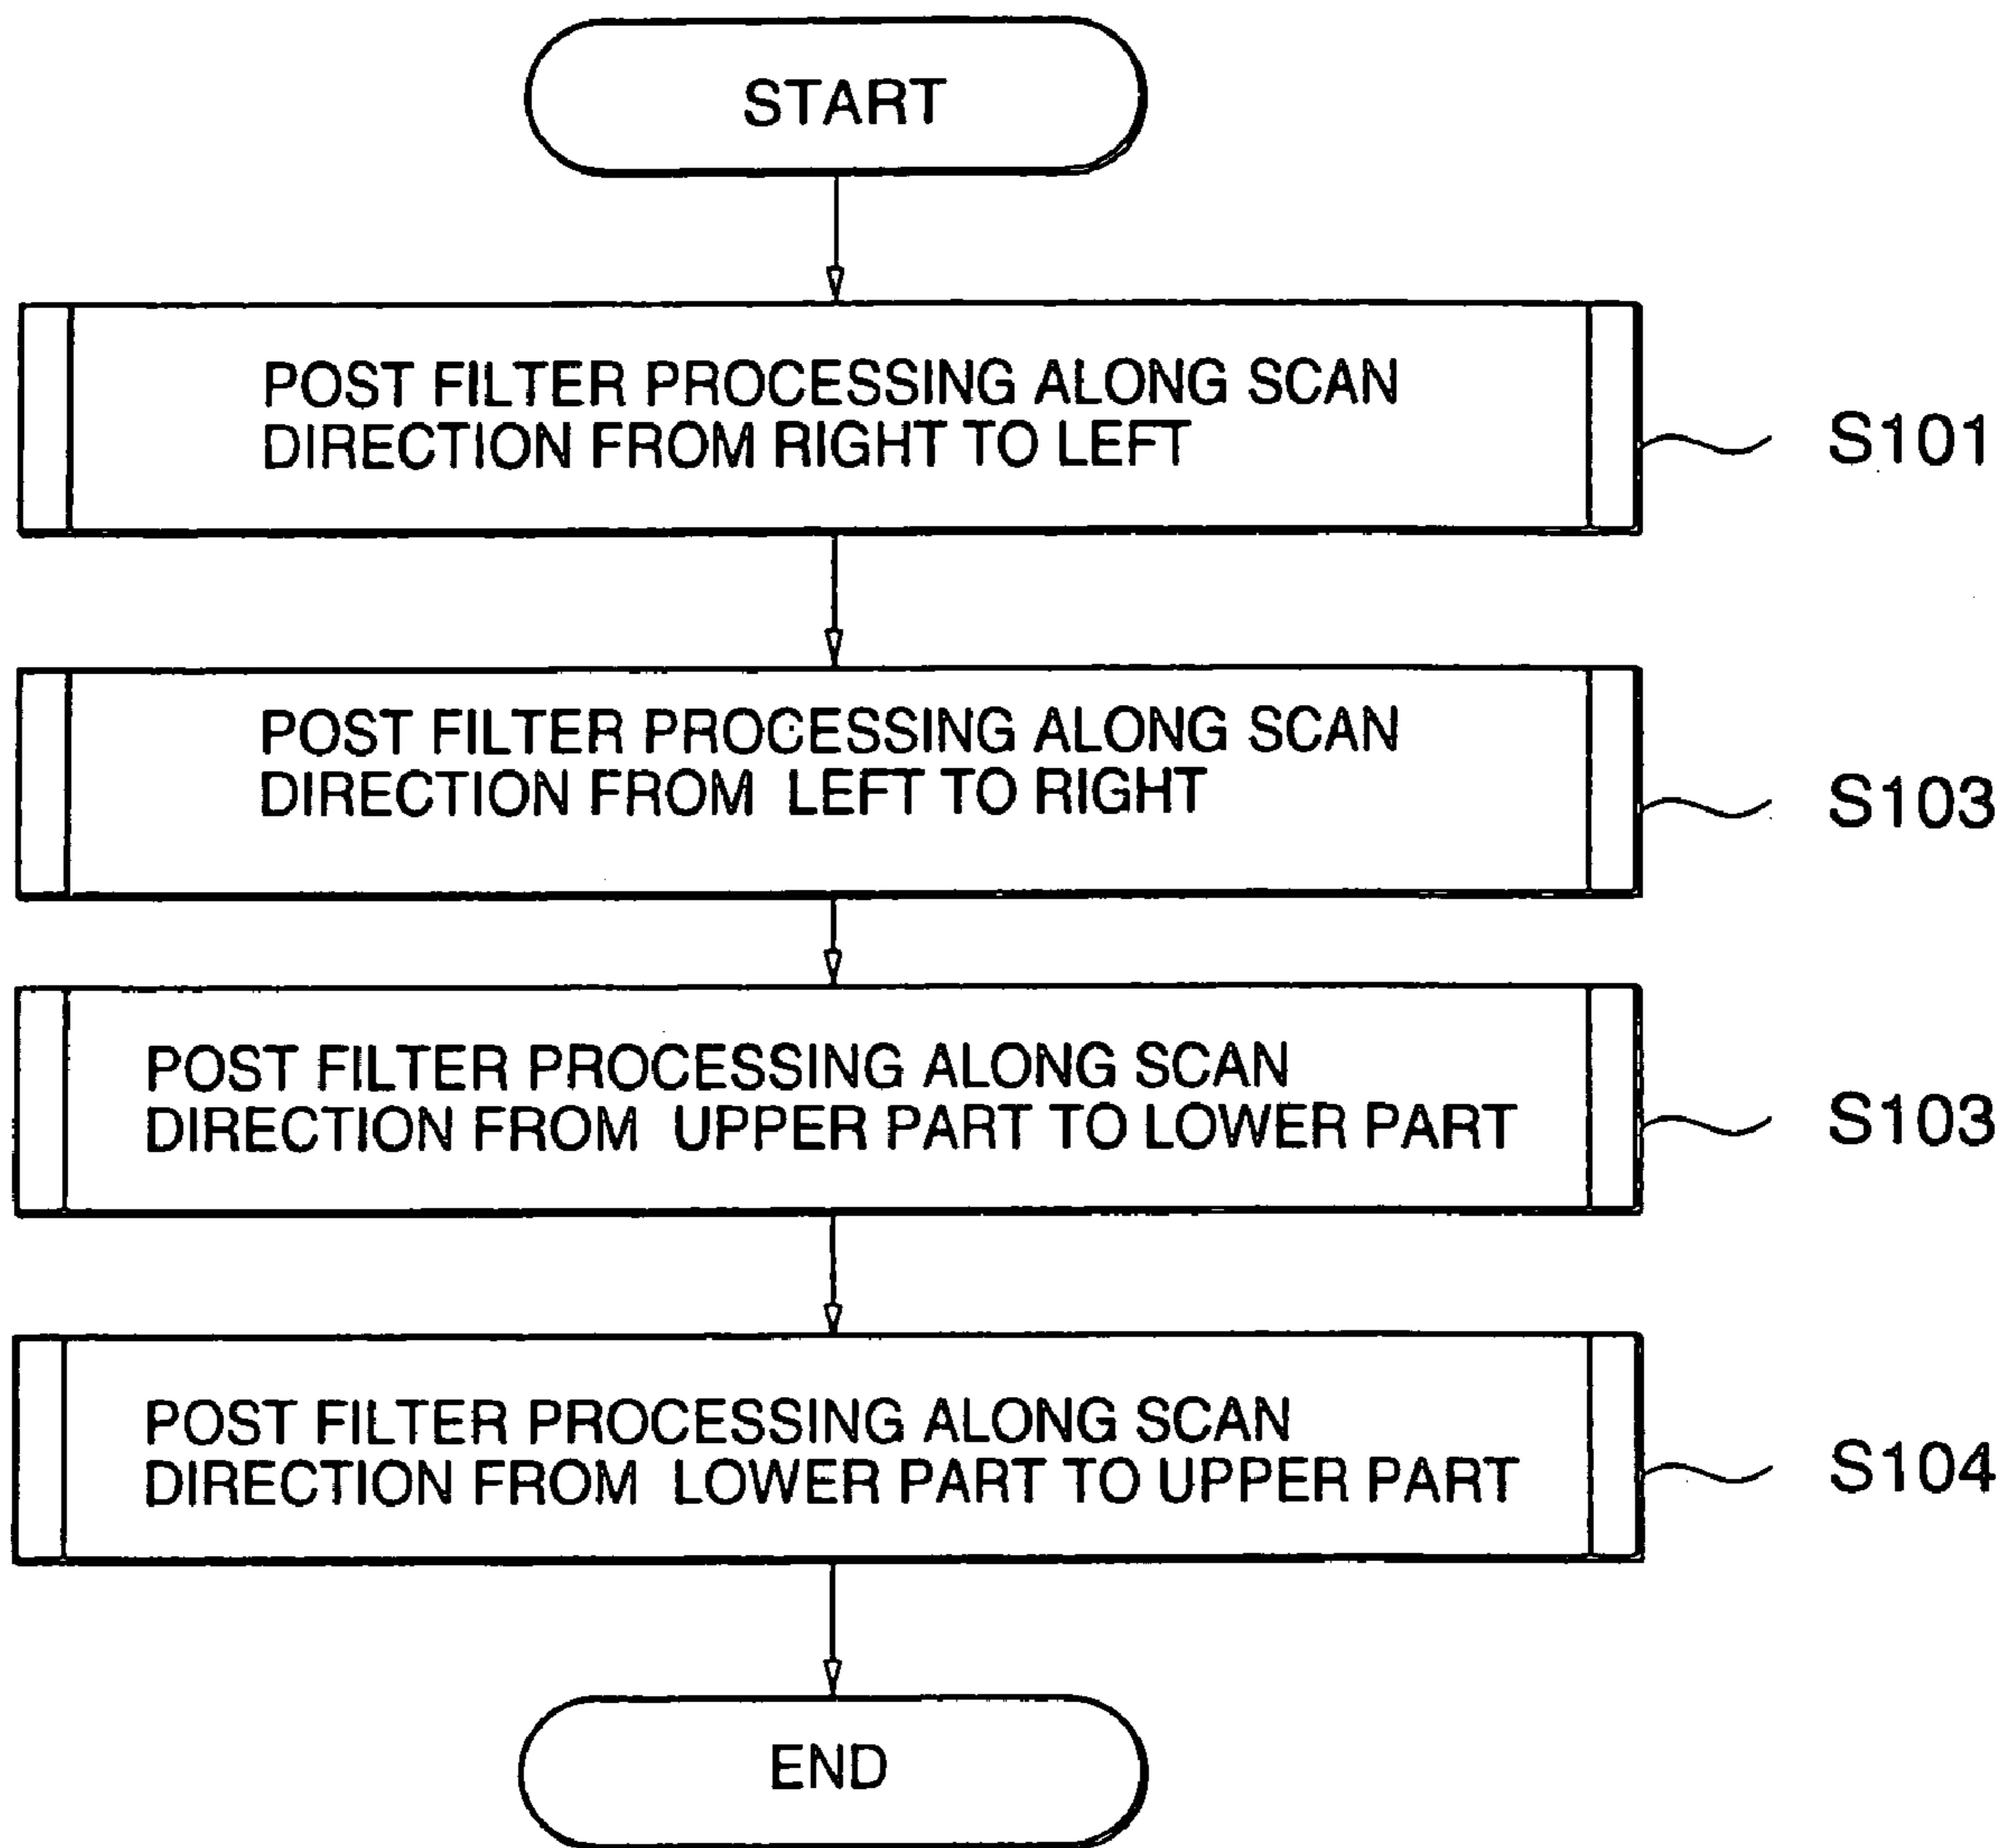 START
POST FILTER PROCESSING ALONG SCAN
DIRECTION FROM RIGHT TO LEFT
S101
POST FILTER PROCESSING ALONG SCAN
DIRECTION FROM LEFT TO RIGHT
S103
POST FILTER PROCESSING ALONG SCAN
DIRECTION FROM UPPER PART TO LOWER PART
S103
POST FILTER PROCESSING ALONG SCAN
DIRECTION FROM LOWER PART TO UPPER PART
S104
END